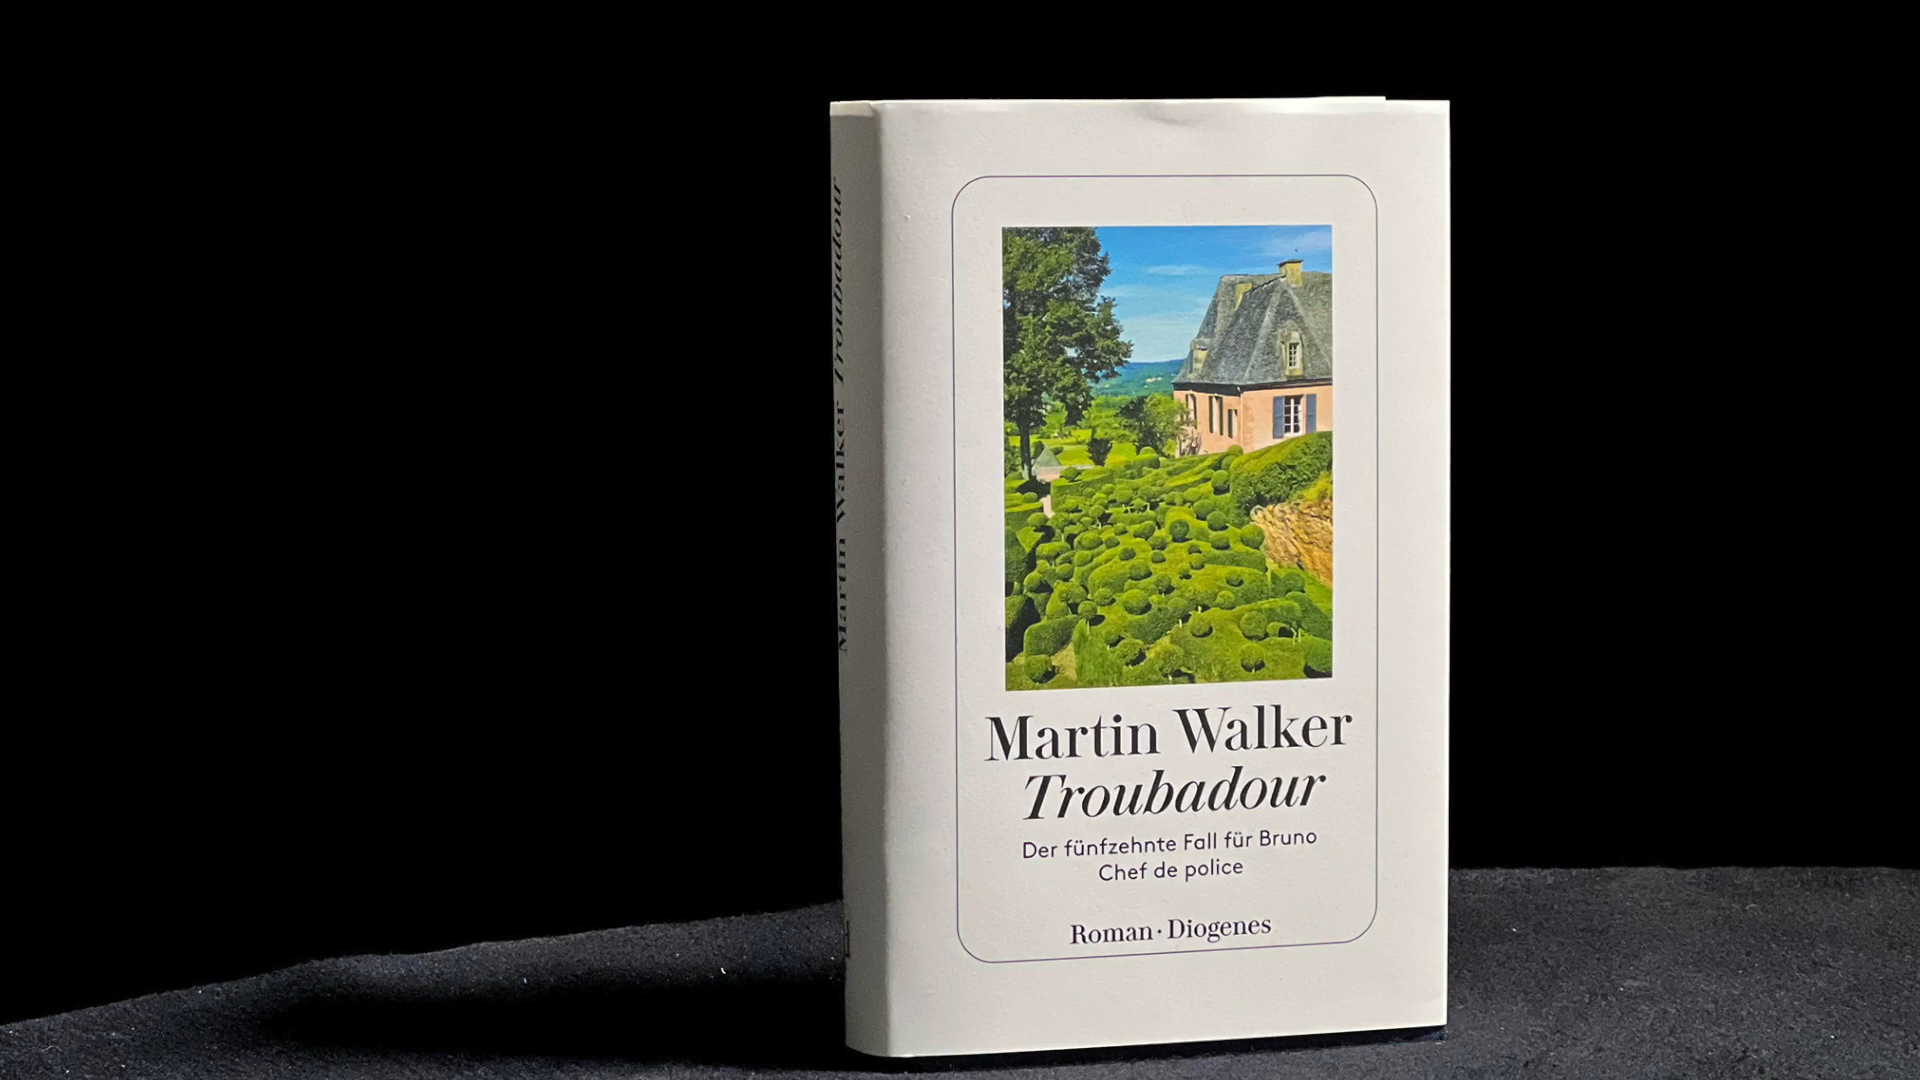 Martin Walker Troubadour
Martin Walker
Troubadour
Der fünfzehnte Fall für Bruno
Chef de police
Roman · Diogenes